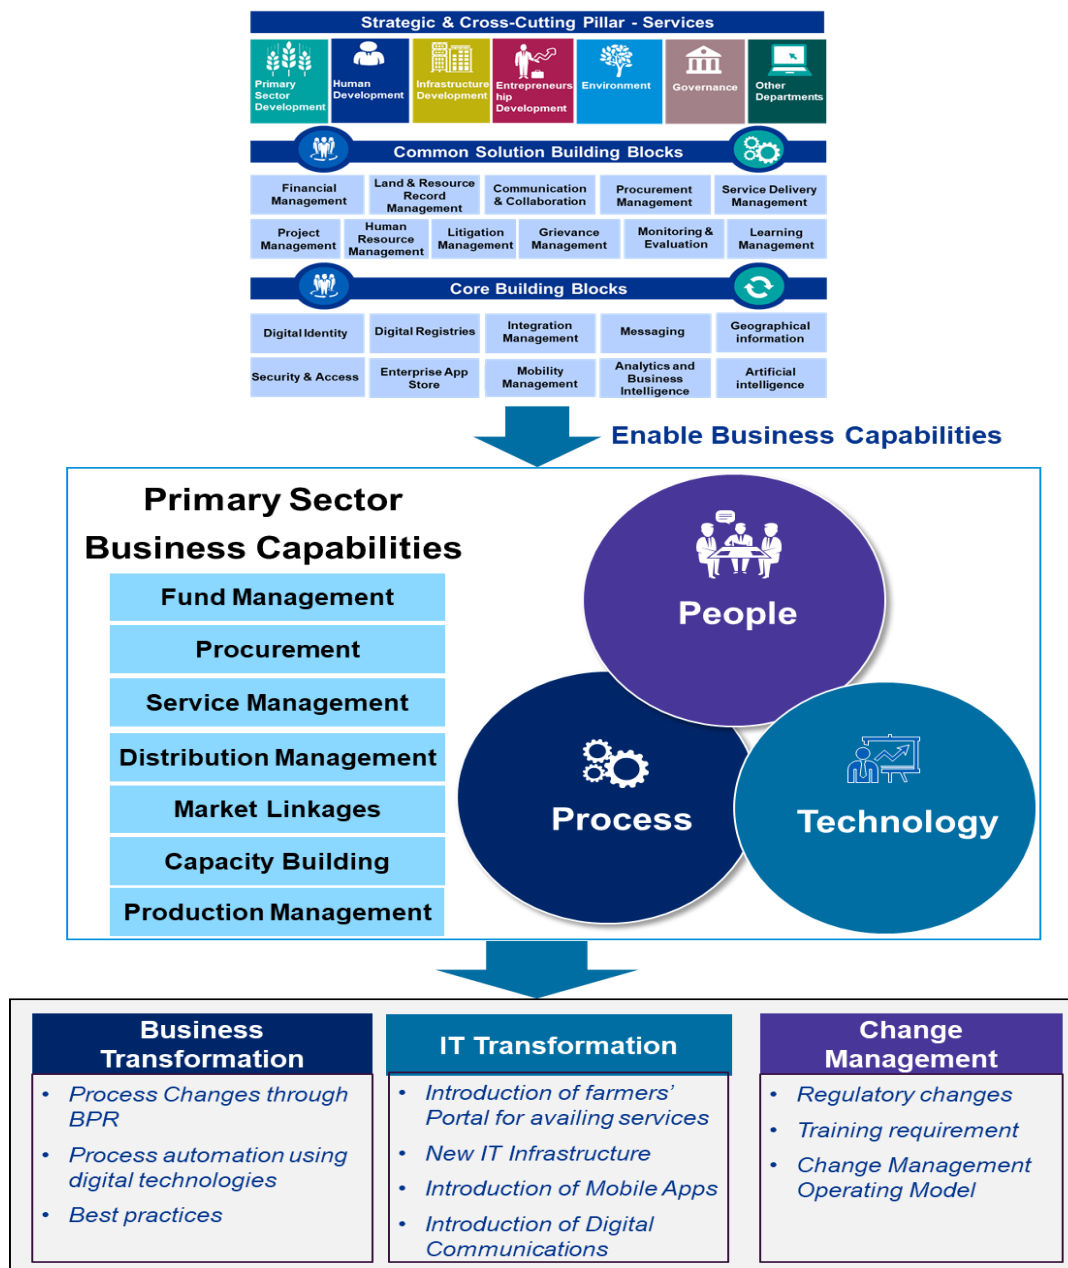 Strategic & Cross-Cutting Pillar - Services
Primary
Sector
Development
Human
Development
Infrastructure
Development
Entrepreneurs
hip
Development
Environment
Governance
Other
Departments
Common Solution Building Blocks
Financial
Management
Land & Resource
Record
Management
Communication
& Collaboration
Procurement
Management
Service Delivery
Management
Project
Management
Human
Resource
Management
Litigation
Management
Grievance
Management
Monitoring &
Evaluation
Learning
Management
Core Building Blocks
Digital Identity
Digital Registries
Integration
Management
Messaging
Geographical
information
Security & Access
Enterprise App
Store
Mobility
Management
Analytics and
Business
Intelligence
Artificial
intelligence
Enable Business Capabilities
Primary Sector
Business Capabilities
Fund Management
Procurement
Service Management
Distribution Management
Market Linkages
Capacity Building
Production Management
People
Process
Technology
Business
Transformation
• Process Changes through
BPR
• Process automation using
digital technologies
• Best practices
IT Transformation
• Introduction of farmers’
Portal for availing services
• New IT Infrastructure
• Introduction of Mobile Apps
• Introduction of Digital
Communications
Change
Management
• Regulatory changes
• Training requirement
• Change Management
Operating Model